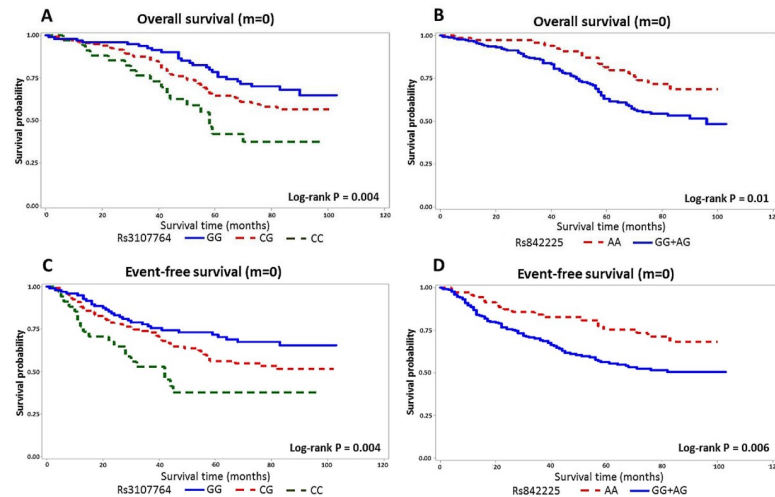 A
Overall survival (m=0)
Survival probability
1.00
0.75
0.50
0.25
0.00
Log-rank P = 0.004
0 20 40 60 80 100 120
Survival time (months)
Rs3107764 GG CG CC
B
Overall survival (m=0)
Survival probability
1.00
0.75
0.50
0.25
0.00
Log-rank P = 0.01
0 20 40 60 80 100 120
Survival time (months)
Rs842225 AA GG+AG
C
Event-free survival (m=0)
Survival probability
1.00
0.75
0.50
0.25
0.00
Log-rank P = 0.004
0 20 40 60 80 100 120
Survival time (months)
Rs3107764 GG CG CC
D
Event-free survival (m=0)
Survival probability
1.00
0.75
0.50
0.25
0.00
Log-rank P = 0.006
0 20 40 60 80 100
Survival time (months)
Rs842225 AA GG+AG